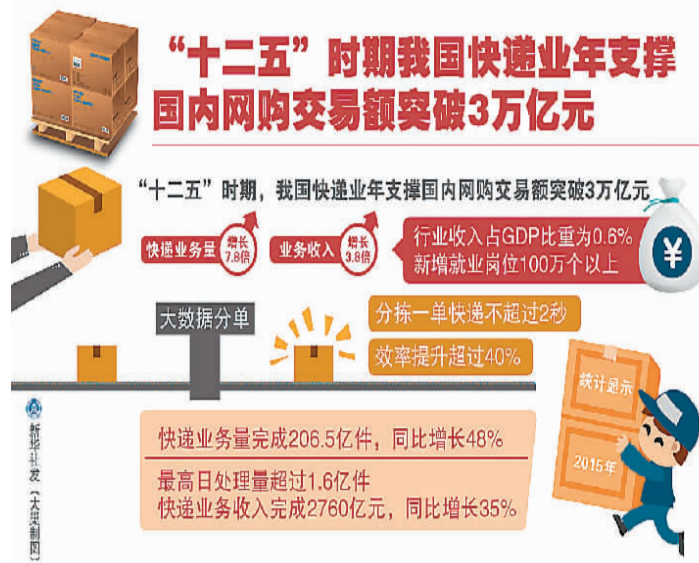 “十二五”时期我国快递业年支撑
国内网购交易额突破3万亿元
“十二五”时期，我国快递业年支撑国内网购交易额突破3万亿元
快递业务量
增长
7.8倍
业务收入
增长
3.8倍
行业收入占GDP比重为0.6%
新增就业岗位100万个以上
¥
大数据分单
分拣一单快递不超过2秒
效率提升超过40%
统计显示
2015年
快递业务量完成206.5亿件，同比增长48%
最高日处理量超过1.6亿件
快递业务收入完成2760亿元，同比增长35%
新华社发（大巢制图）